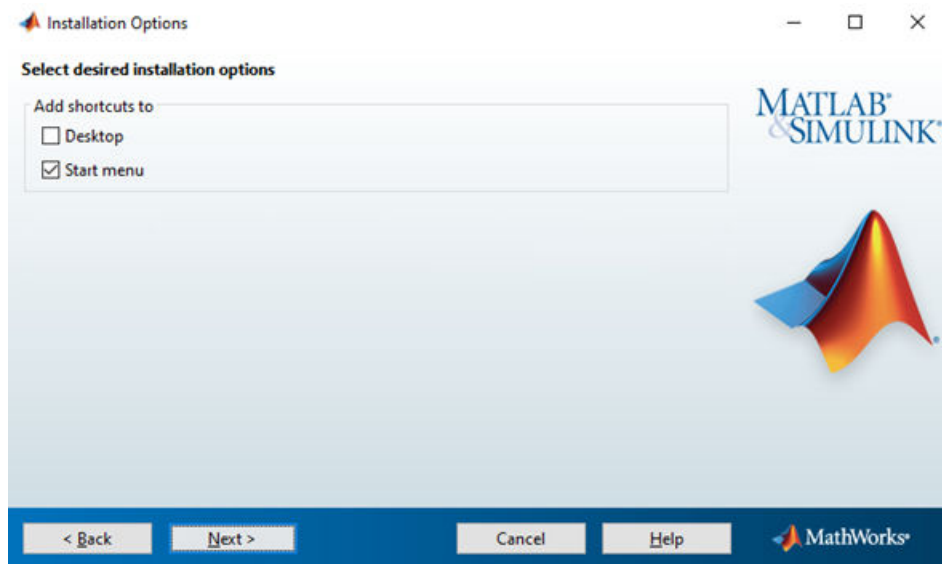 Installation Options
Select desired installation options
Add shortcuts to
Desktop
Start menu
MATLAB®
&SIMULINK®
< Back
Next >
Cancel
Help
MathWorks®